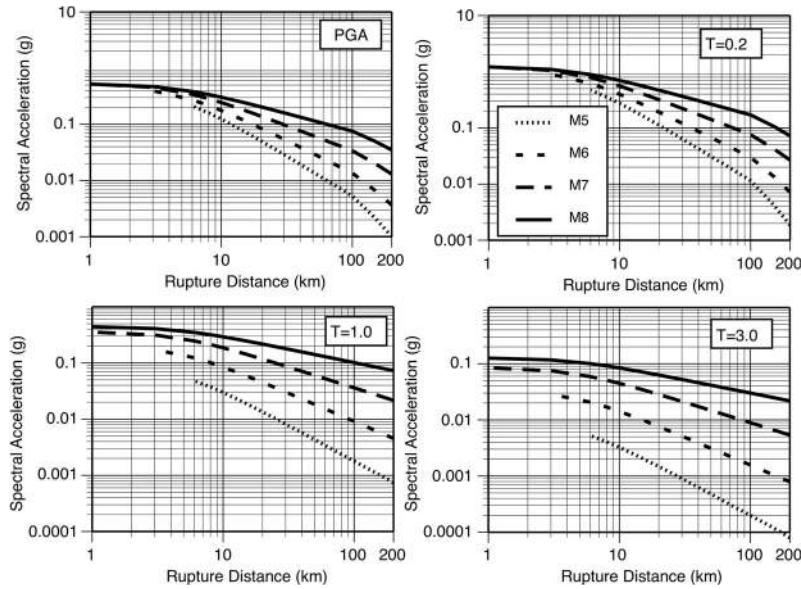 10
PGA
1
0.1
0.01
0.001
Spectral Acceleration (g)
1
10
100
200
Rupture Distance (km)
10
T=0.2
1
0.1
0.01
0.001
Spectral Acceleration (g)
M5
M6
M7
M8
1
10
100
200
Rupture Distance (km)
T=1.0
0.1
0.01
0.001
0.0001
Spectral Acceleration (g)
1
10
100
200
Rupture Distance (km)
T=3.0
0.1
0.01
0.001
0.0001
Spectral Acceleration (g)
1
10
100
200
Rupture Distance (km)